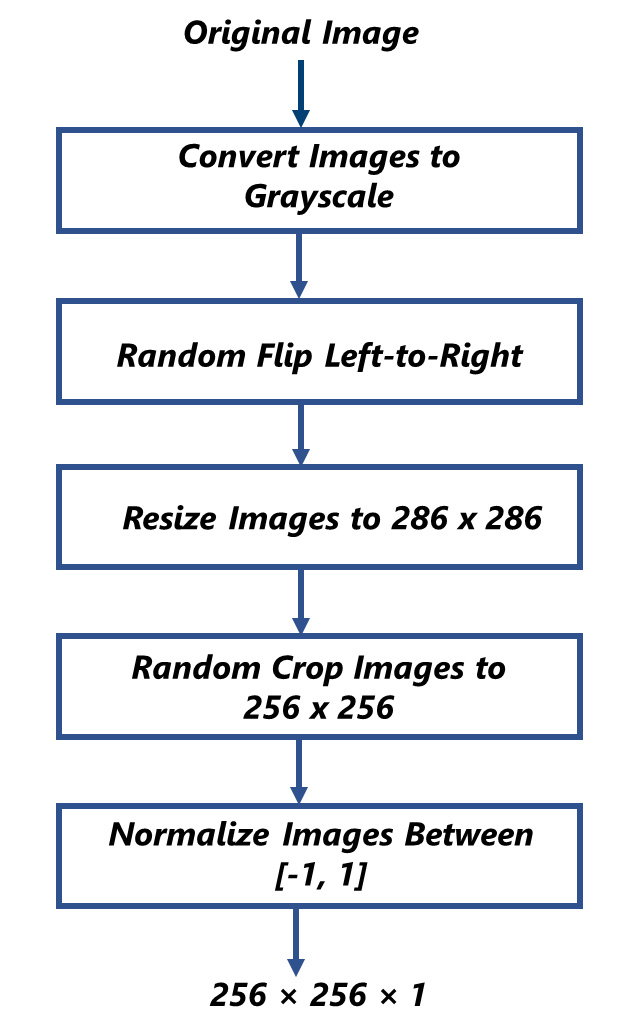 Original Image
Convert Images to
Grayscale
Random Flip Left-to-Right
Resize Images to 286 x 286
Random Crop Images to
256 x 256
Normalize Images Between
[-1, 1]
256 × 256 × 1